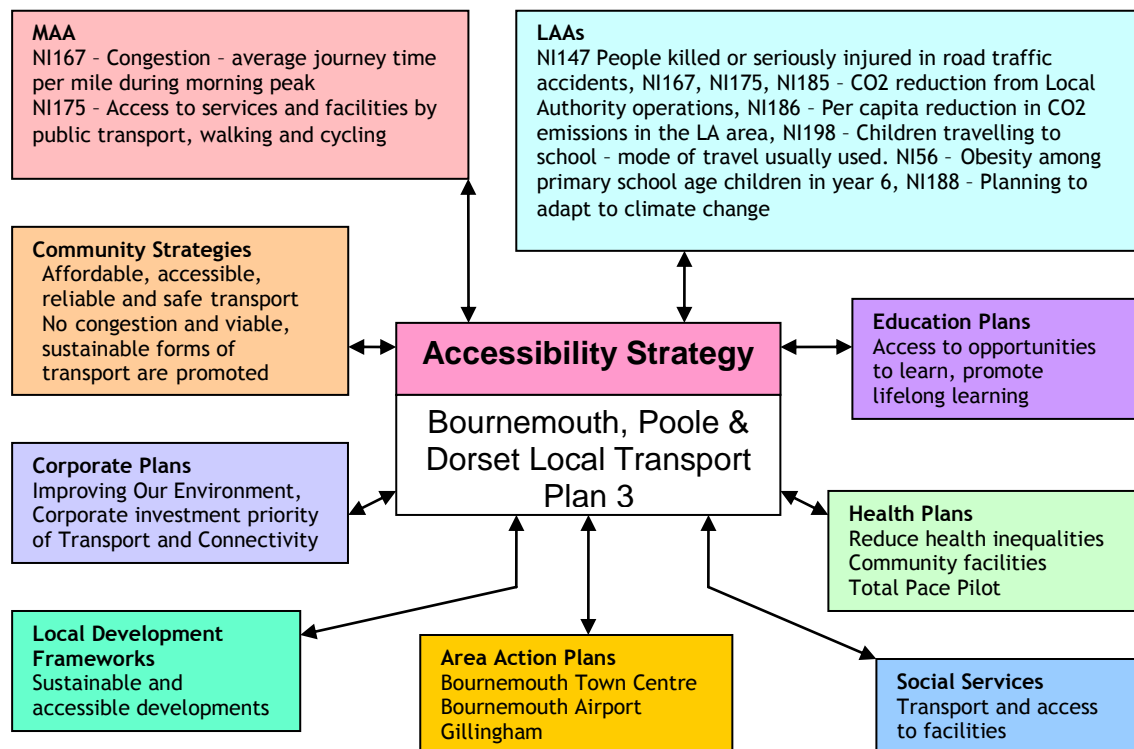 MAA
NI167 – Congestion – average journey time
per mile during morning peak
NI175 – Access to services and facilities by
public transport, walking and cycling
LAAs
NI147 People killed or seriously injured in road traffic
accidents, NI167, NI175, NI185 – CO2 reduction from Local
Authority operations, NI186 – Per capita reduction in CO2
emissions in the LA area, NI198 – Children travelling to
school – mode of travel usually used. NI56 – Obesity among
primary school age children in year 6, NI188 – Planning to
adapt to climate change
Community Strategies
Affordable, accessible,
reliable and safe transport
No congestion and viable,
sustainable forms of
transport are promoted
Accessibility Strategy
Bournemouth, Poole &
Dorset Local Transport
Plan 3
Education Plans
Access to opportunities
to learn, promote
lifelong learning
Corporate Plans
Improving Our Environment,
Corporate investment priority
of Transport and Connectivity
Health Plans
Reduce health inequalities
Community facilities
Total Pace Pilot
Local Development
Frameworks
Sustainable and
accessible developments
Area Action Plans
Bournemouth Town Centre
Bournemouth Airport
Gillingham
Social Services
Transport and access
to facilities